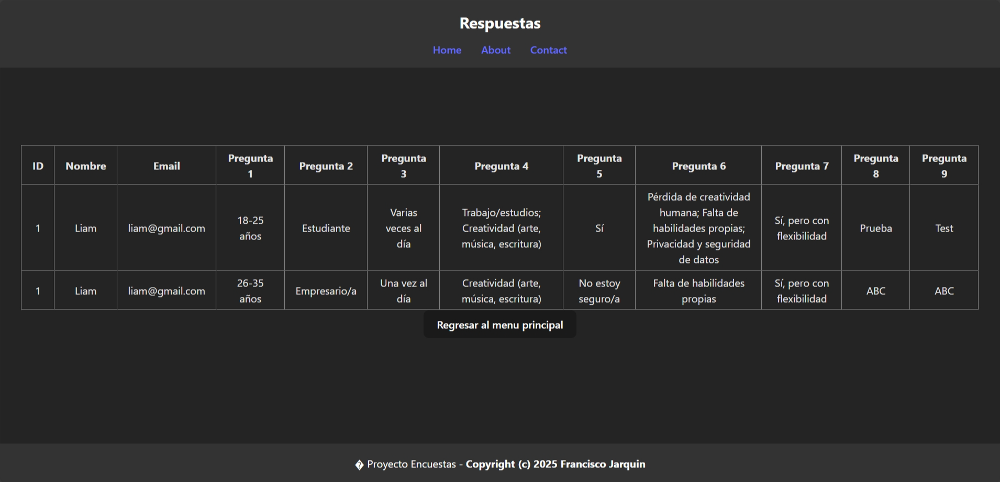 Respuestas
Home About Contact
ID Nombre Email Pregunta 1 Pregunta 2 Pregunta 3 Pregunta 4 Pregunta 5 Pregunta 6 Pregunta 7 Pregunta 8 Pregunta 9
1 Liam liam@gmail.com 18-25 años Estudiante Varias veces al día Trabajo/estudios; Creatividad (arte, música, escritura) Sí Pérdida de creatividad humana; Falta de habilidades propias; Privacidad y seguridad de datos Sí, pero con flexibilidad Prueba Test
1 Liam liam@gmail.com 26-35 años Empresario/a Una vez al día Creatividad (arte, música, escritura) No estoy seguro/a Falta de habilidades propias Sí, pero con flexibilidad ABC ABC
Regresar al menu principal
� Proyecto Encuestas - Copyright (c) 2025 Francisco Jarquin